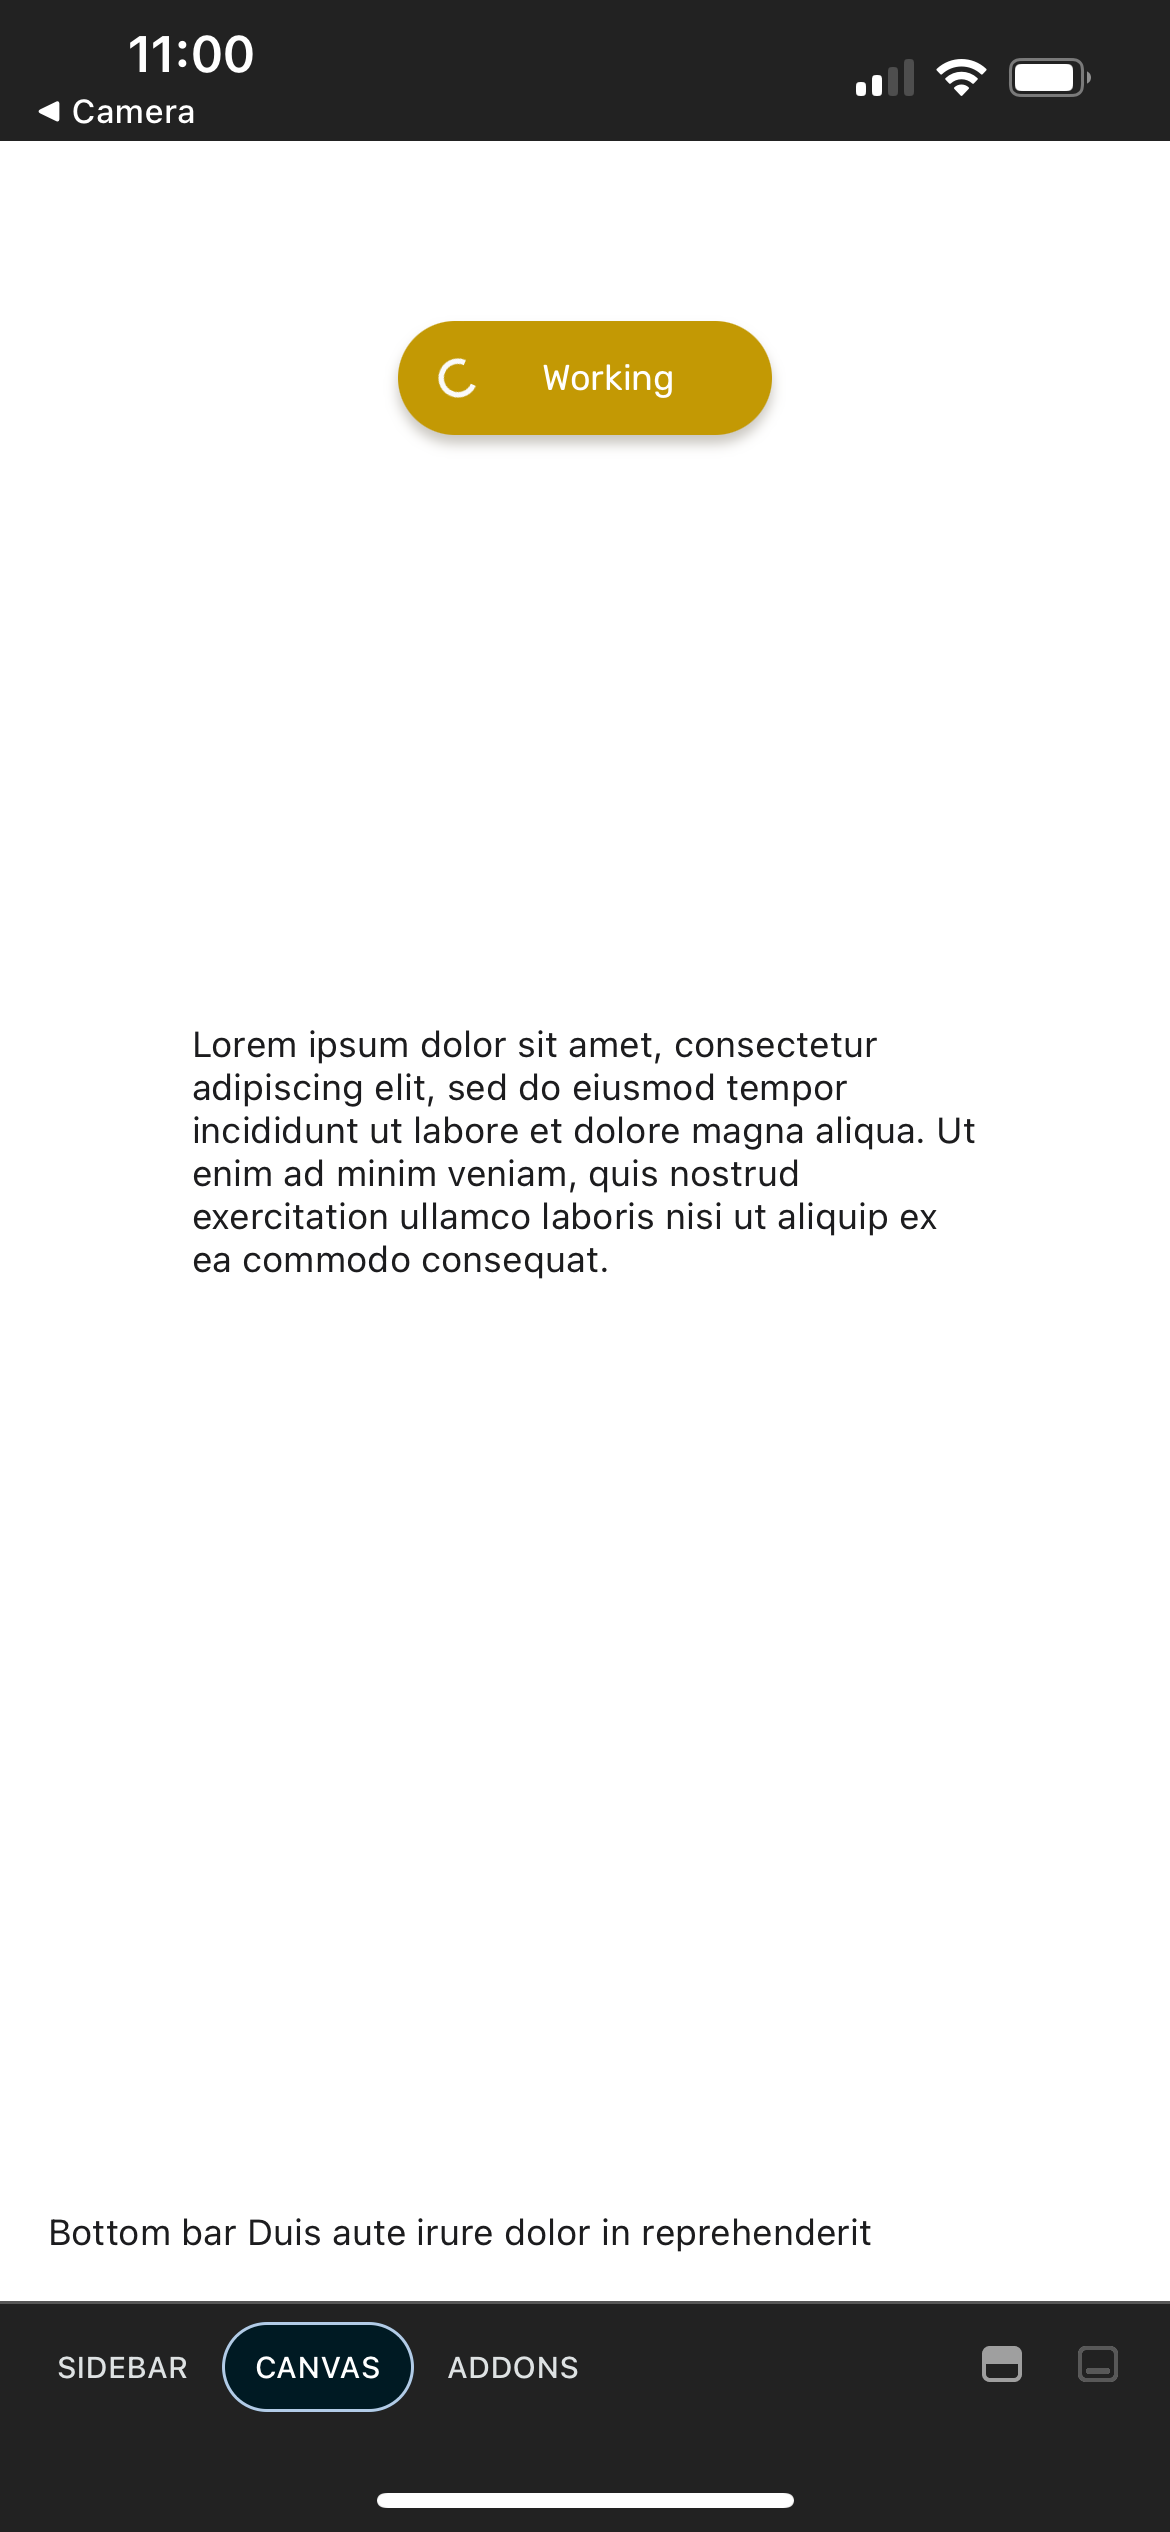 11:00
Camera
Working
Lorem ipsum dolor sit amet, consectetur
adipiscing elit, sed do eiusmod tempor
incididunt ut labore et dolore magna aliqua. Ut
enim ad minim veniam, quis nostrud
exercitation ullamco laboris nisi ut aliquip ex
ea commodo consequat.
Bottom bar Duis aute irure dolor in reprehenderit
SIDEBAR CANVAS ADDONS